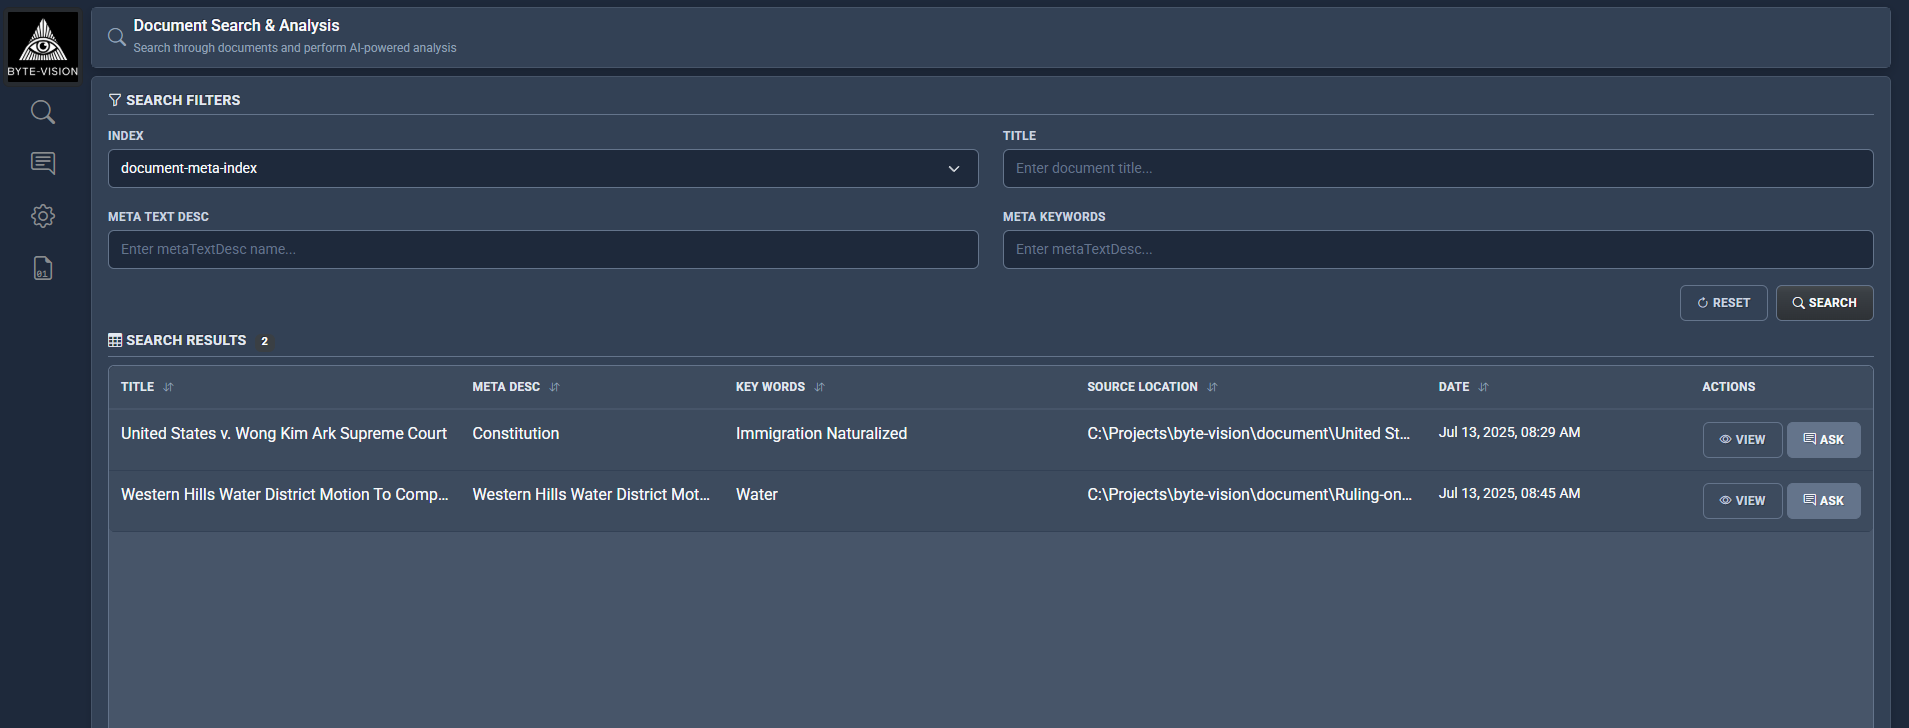 BYTE-VISION
Document Search & Analysis
Search through documents and perform AI-powered analysis
SEARCH FILTERS
INDEX
document-meta-index
TITLE
Enter document title...
META TEXT DESC
Enter metaTextDesc name...
META KEYWORDS
Enter metaTextDesc...
RESET
SEARCH
01
SEARCH RESULTS 2
TITLE META DESC KEY WORDS SOURCE LOCATION DATE ACTIONS
United States v. Wong Kim Ark Supreme Court Constitution Immigration Naturalized C:\Projects\byte-vision\document\United St... Jul 13, 2025, 08:29 AM VIEW ASK
Western Hills Water District Motion To Comp... Western Hills Water District Mot... Water C:\Projects\byte-vision\document\Ruling-on... Jul 13, 2025, 08:45 AM VIEW ASK